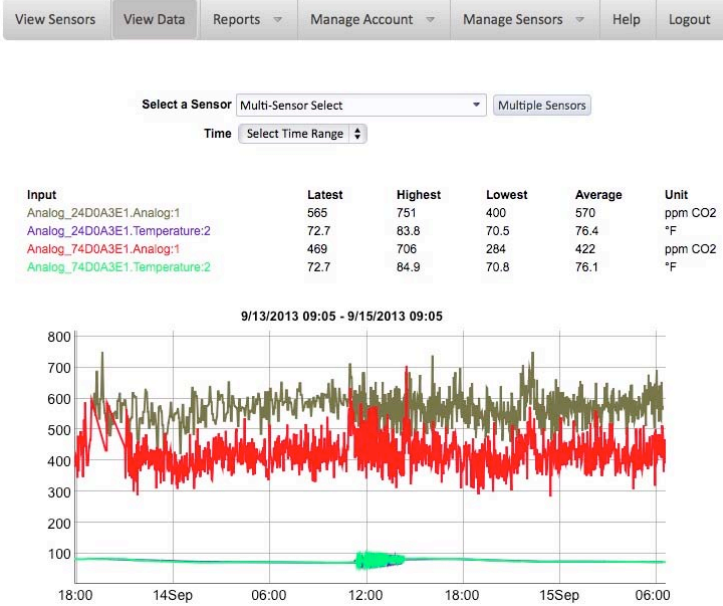 View Sensors View Data Reports Manage Account Manage Sensors Help Logout
Select a Sensor Multi-Sensor Select Multiple Sensors
Time Select Time Range
Input Latest Highest Lowest Average Unit
Analog_24D0A3E1.Analog:1 565 751 400 570 ppm CO2
Analog_24D0A3E1.Temperature:2 72.7 83.8 70.5 76.4 °F
Analog_74D0A3E1.Analog:1 469 706 284 422 ppm CO2
Analog_74D0A3E1.Temperature:2 72.7 84.9 70.8 76.1 °F
9/13/2013 09:05 - 9/15/2013 09:05
800
700
600
500
400
300
200
100
18:00 14Sep 06:00 12:00 18:00 15Sep 06:00